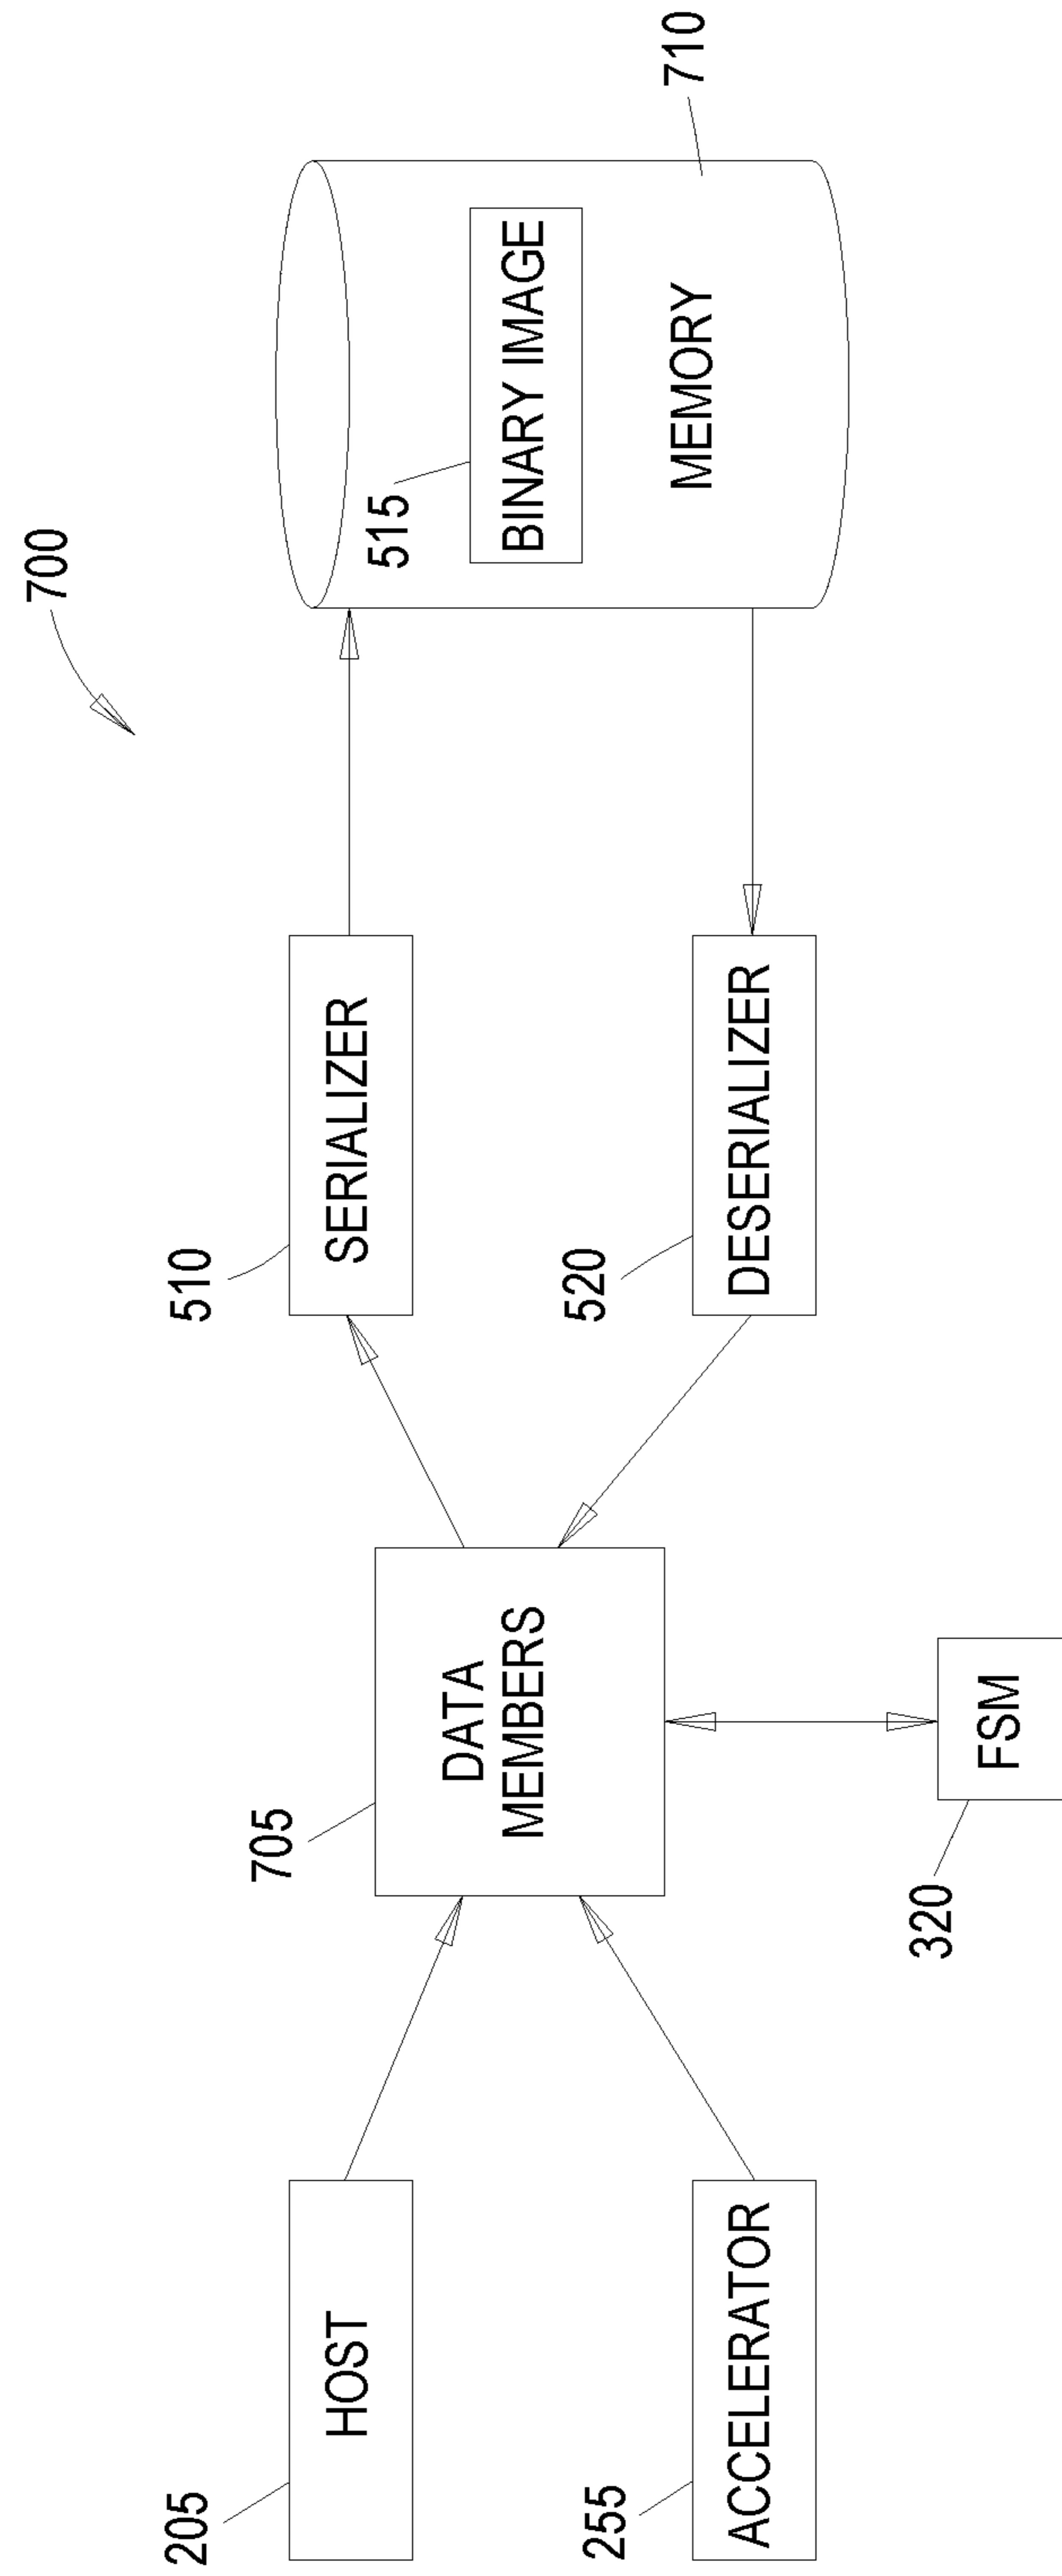 700
205
HOST
255
ACCELERATOR
705
DATA
MEMBERS
320
FSM
510
SERIALIZER
520
DESERIALIZER
515
BINARY IMAGE
MEMORY
710